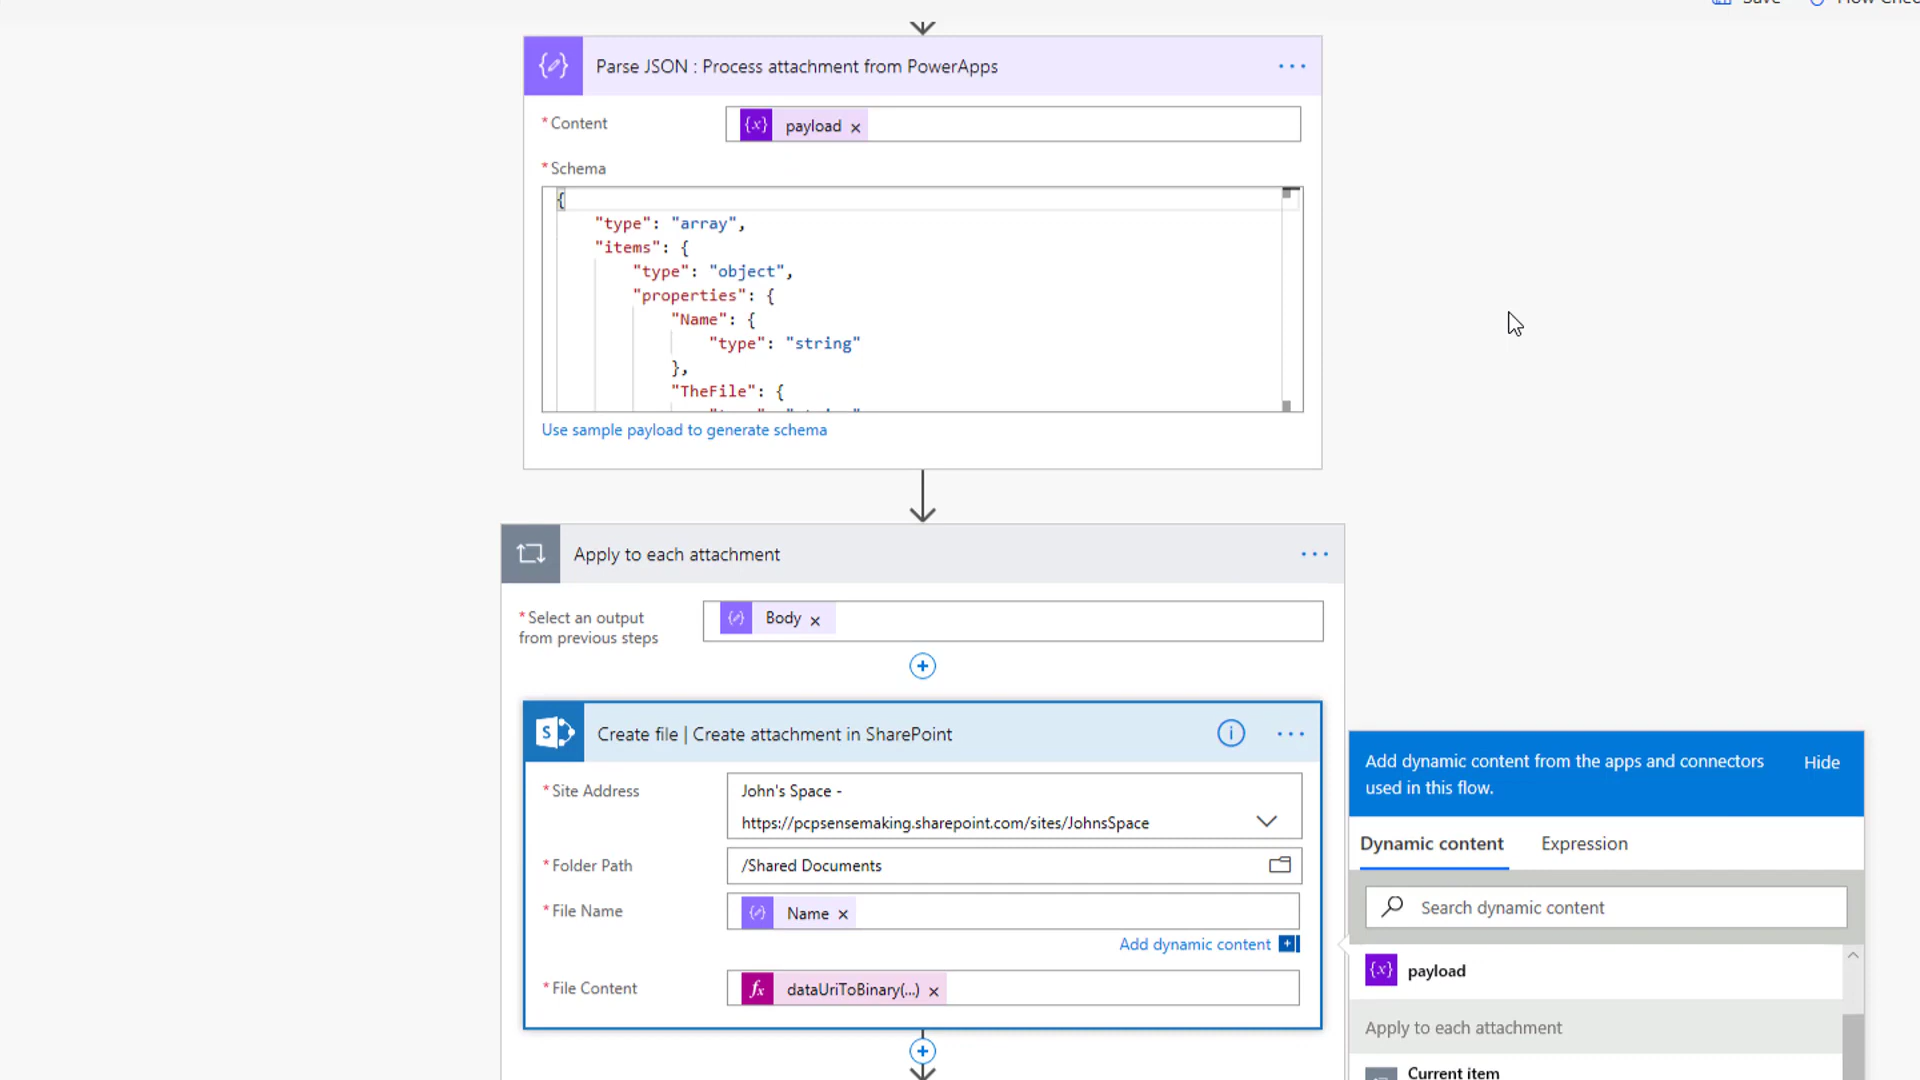 Save
Parse JSON : Process attachment from PowerApps
* Content
payload ×
* Schema
{
"type": "array",
"items": {
"type": "object",
"properties": {
"Name": {
"type": "string"
},
"TheFile": {
Use sample payload to generate schema
Apply to each attachment
* Select an output
from previous steps
Body ×
Create file | Create attachment in SharePoint
* Site Address
John's Space -
https://pcpsensemaking.sharepoint.com/sites/JohnsSpace
* Folder Path
/Shared Documents
* File Name
Name ×
Add dynamic content
* File Content
fx dataUriToBinary(...) ×
Add dynamic content from the apps and connectors
used in this flow.
Hide
Dynamic content
Expression
Search dynamic content
payload
Apply to each attachment
Current item